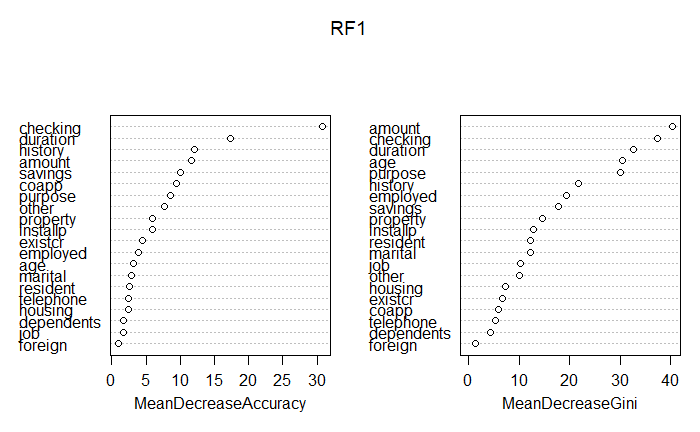 RF1
checking
duration
history
amount
savings
coapp
purpose
other
property
Installp
existcr
employed
age
marital
resident
telephone
housing
dependents
job
foreign
0 5 10 15 20 25 30
MeanDecreaseAccuracy
amount
checking
duration
age
purpose
history
employed
savings
property
Installp
resident
marital
job
other
housing
existcr
coapp
telephone
dependents
foreign
0 10 20 30 40
MeanDecreaseGini